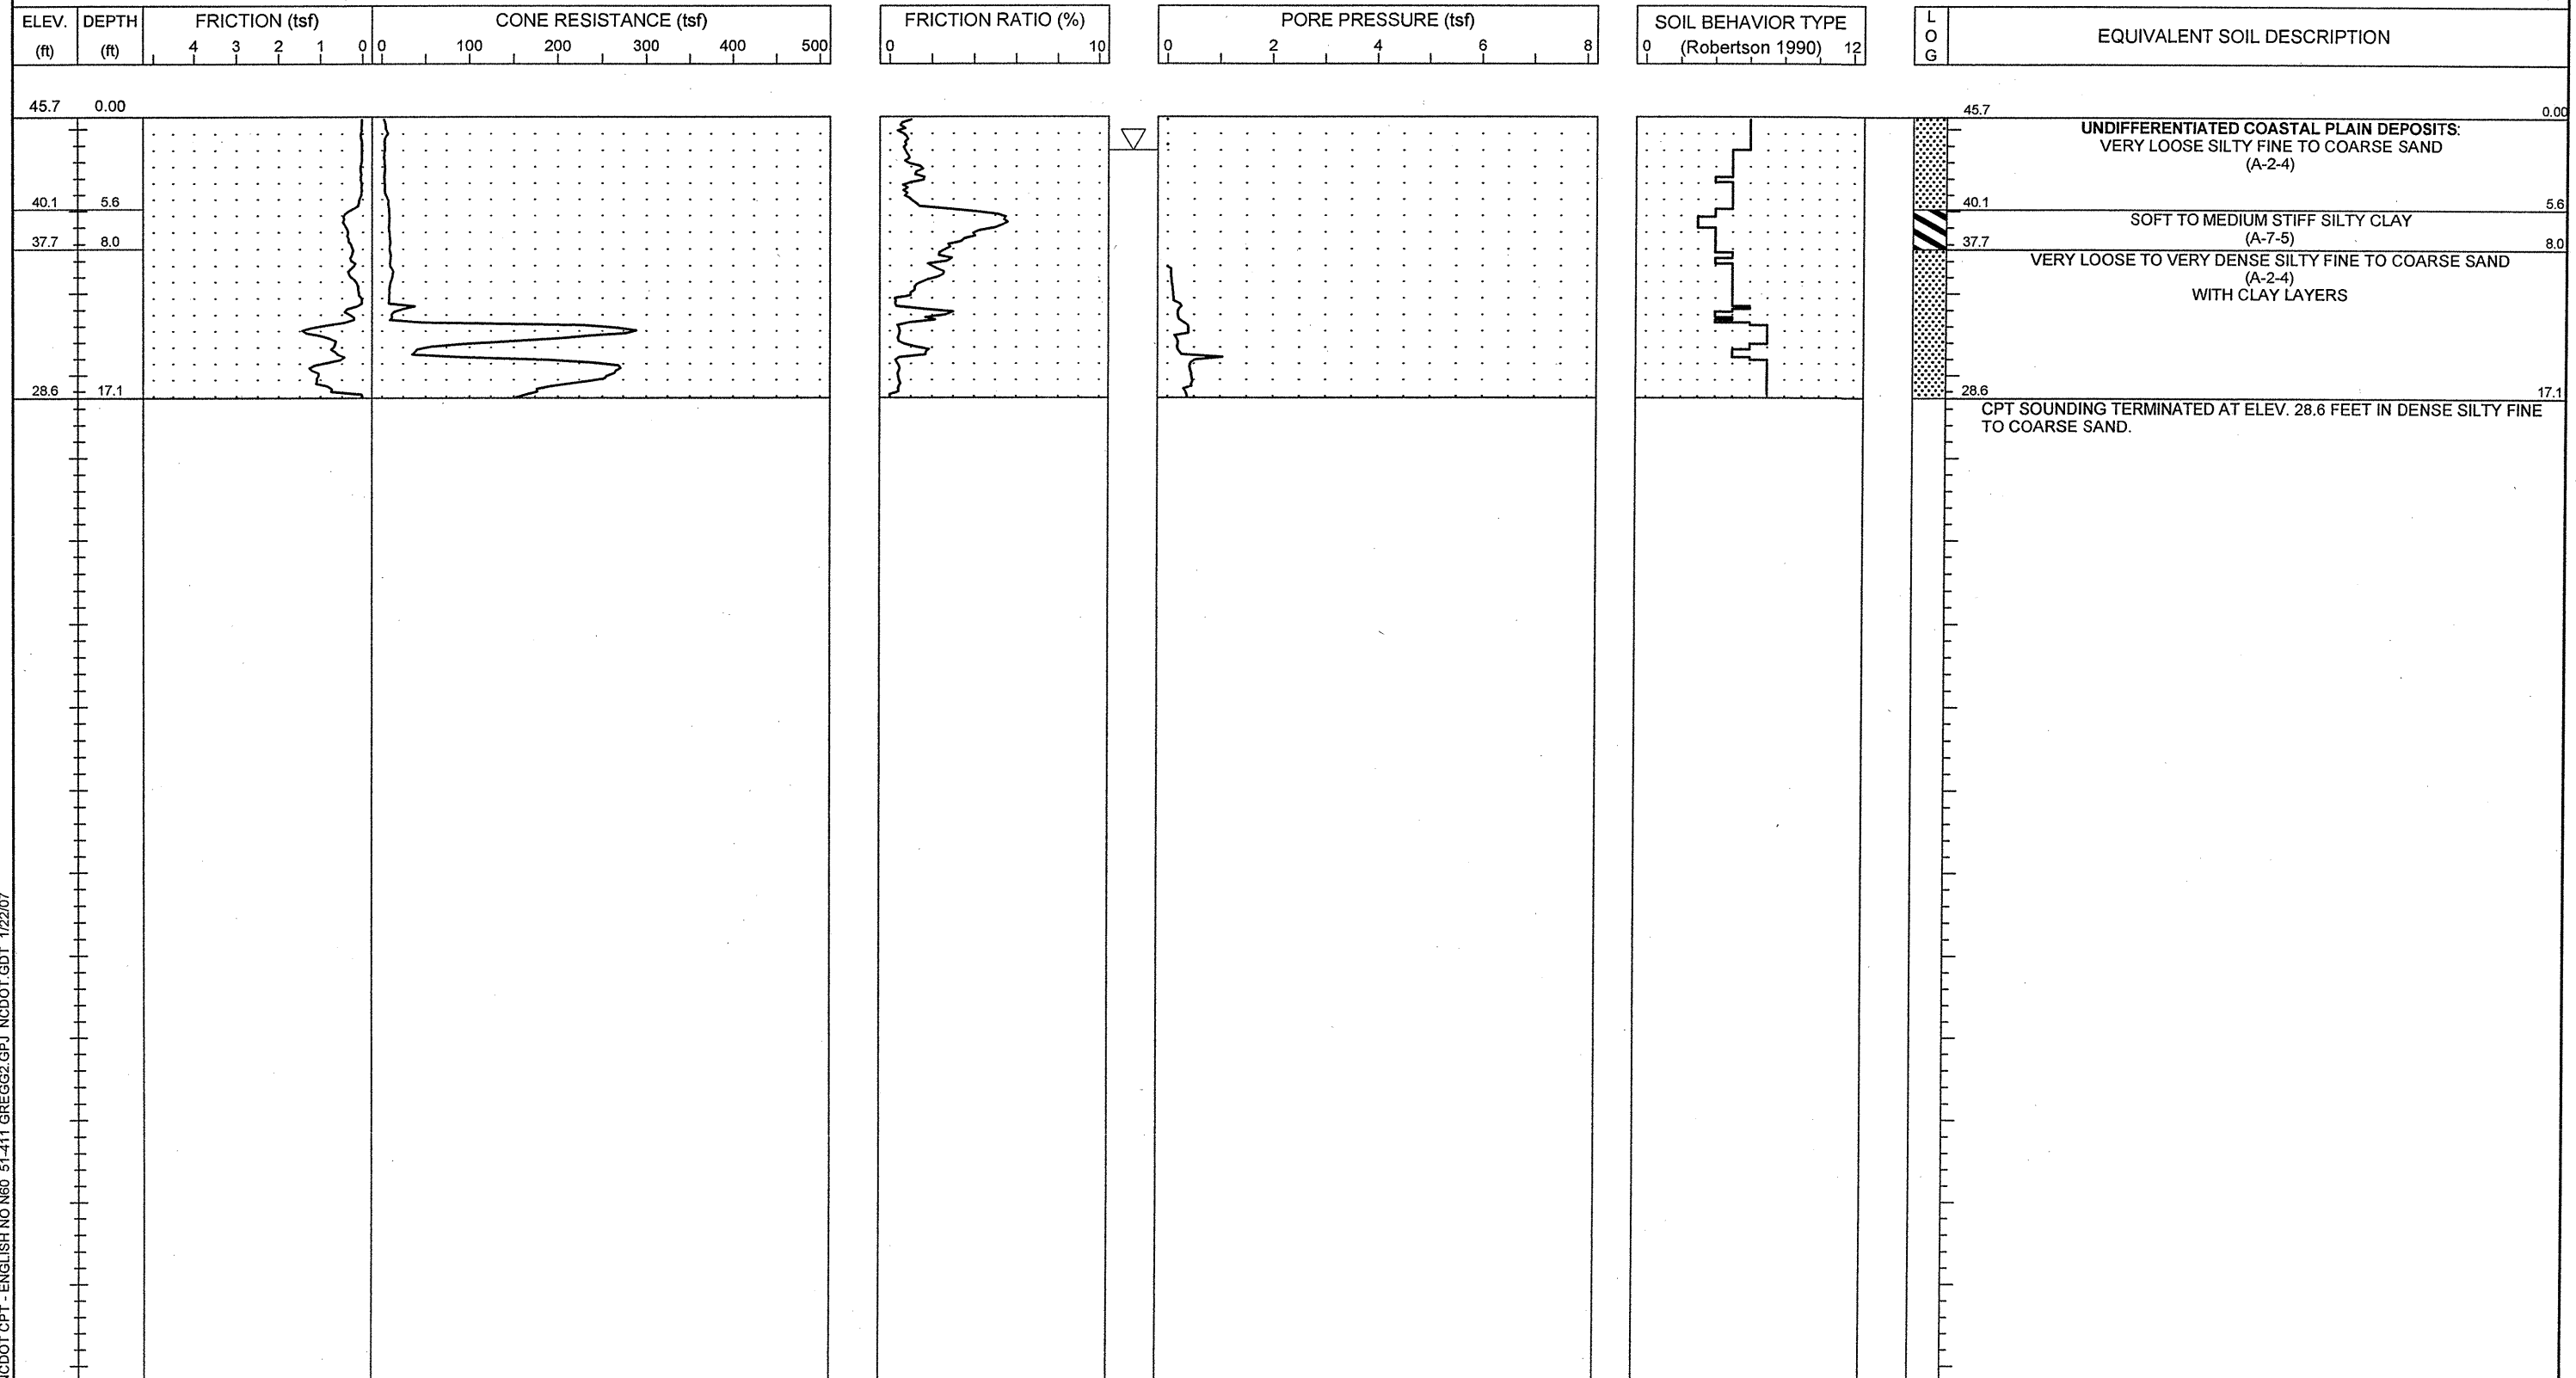 ELEV. DEPTH FRICTION (tsf) CONE RESISTANCE (tsf) FRICTION RATIO (%) PORE PRESSURE (tsf) SOIL BEHAVIOR TYPE L
(ft) (ft) 4 3 2 1 0 0 100 200 300 400 500 0 10 0 2 4 6 8 0 (Robertson 1990) 12 O EQUIVALENT SOIL DESCRIPTION
G
45.7 0.00 45.7 0.00
UNDIFFERENTIATED COASTAL PLAIN DEPOSITS:
VERY LOOSE SILTY FINE TO COARSE SAND
(A-2-4)
40.1 5.6 40.1 5.6
SOFT TO MEDIUM STIFF SILTY CLAY
37.7 8.0 37.7 (A-7-5) 8.0
VERY LOOSE TO VERY DENSE SILTY FINE TO COARSE SAND
(A-2-4)
WITH CLAY LAYERS
28.6 17.1 28.6 17.1
CPT SOUNDING TERMINATED AT ELEV. 28.6 FEET IN DENSE SILTY FINE
TO COARSE SAND.
NCDOT CPT - ENGLISH NO N60 51-411 GREGG2.GPJ NCDOT.GDT 1/22/07